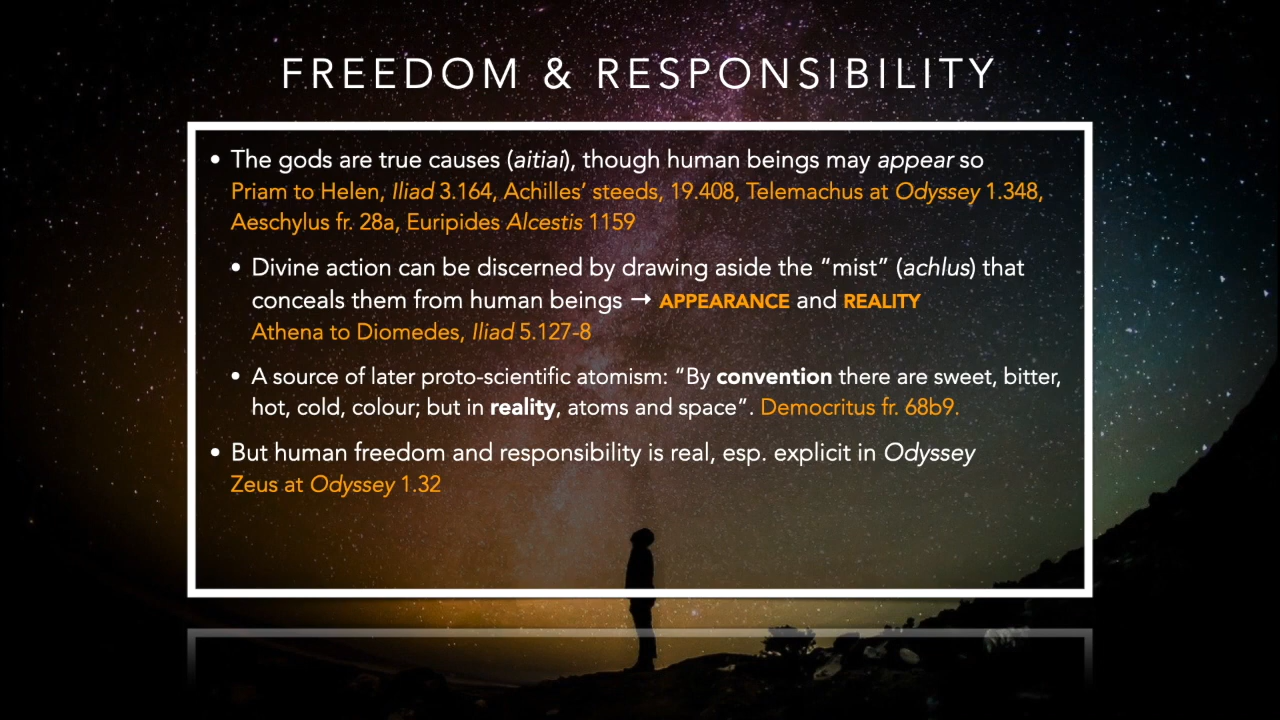 FREEDOM & RESPONSIBILITY
• The gods are true causes (aitiai), though human beings may appear so
Priam to Helen, Iliad 3.164, Achilles’ steeds, 19.408, Telemachus at Odyssey 1.348,
Aeschylus fr. 28a, Euripides Alcestis 1159
• Divine action can be discerned by drawing aside the “mist” (achlus) that
conceals them from human beings → APPEARANCE and REALITY
Athena to Diomedes, Iliad 5.127-8
• A source of later proto-scientific atomism: “By convention there are sweet, bitter,
hot, cold, colour; but in reality, atoms and space”. Democritus fr. 68b9.
• But human freedom and responsibility is real, esp. explicit in Odyssey
Zeus at Odyssey 1.32